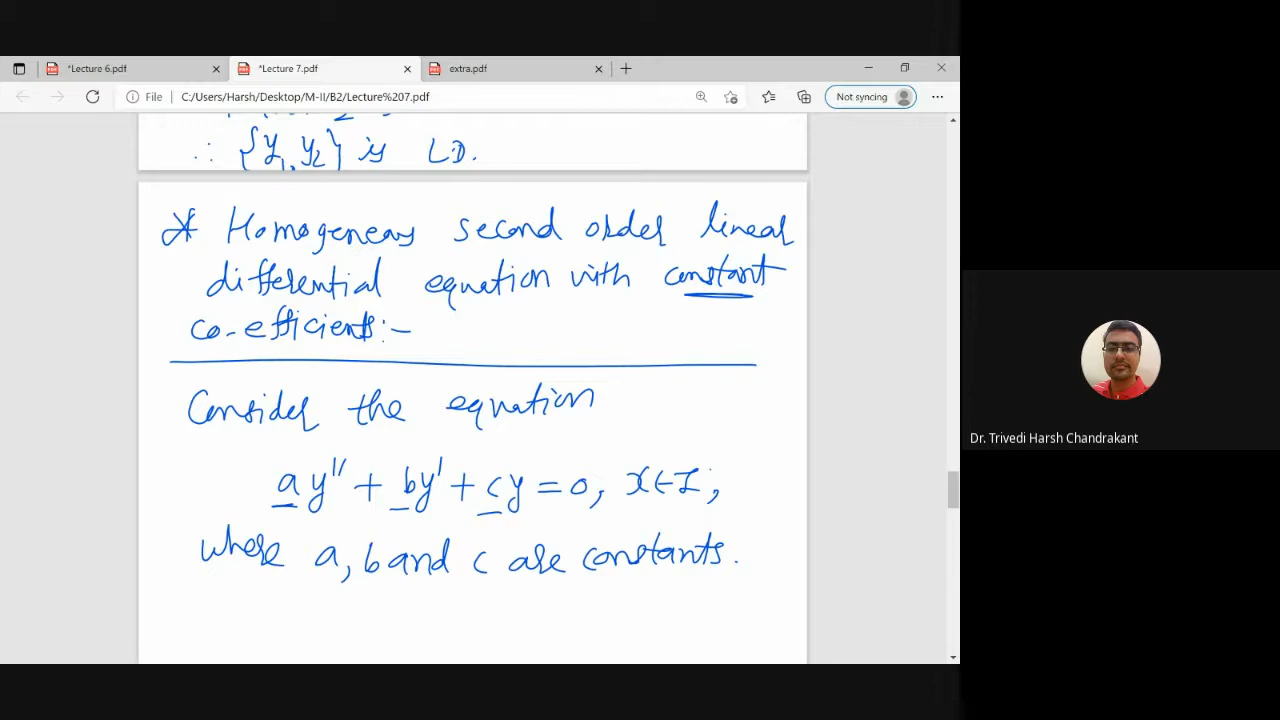 *Lecture 6.pdf
*Lecture 7.pdf
extra.pdf
File
C:/Users/Harsh/Desktop/M-II/B2/Lecture%207.pdf
Not syncing
∴ {y₁, y₂} is LD.
* Homogeneous second order linear
differential equation with constant
co-efficients:-
Consider the equation
ay'' + by' + cy = 0, x∈I,
where a, b and c are constants.
Dr. Trivedi Harsh Chandrakant